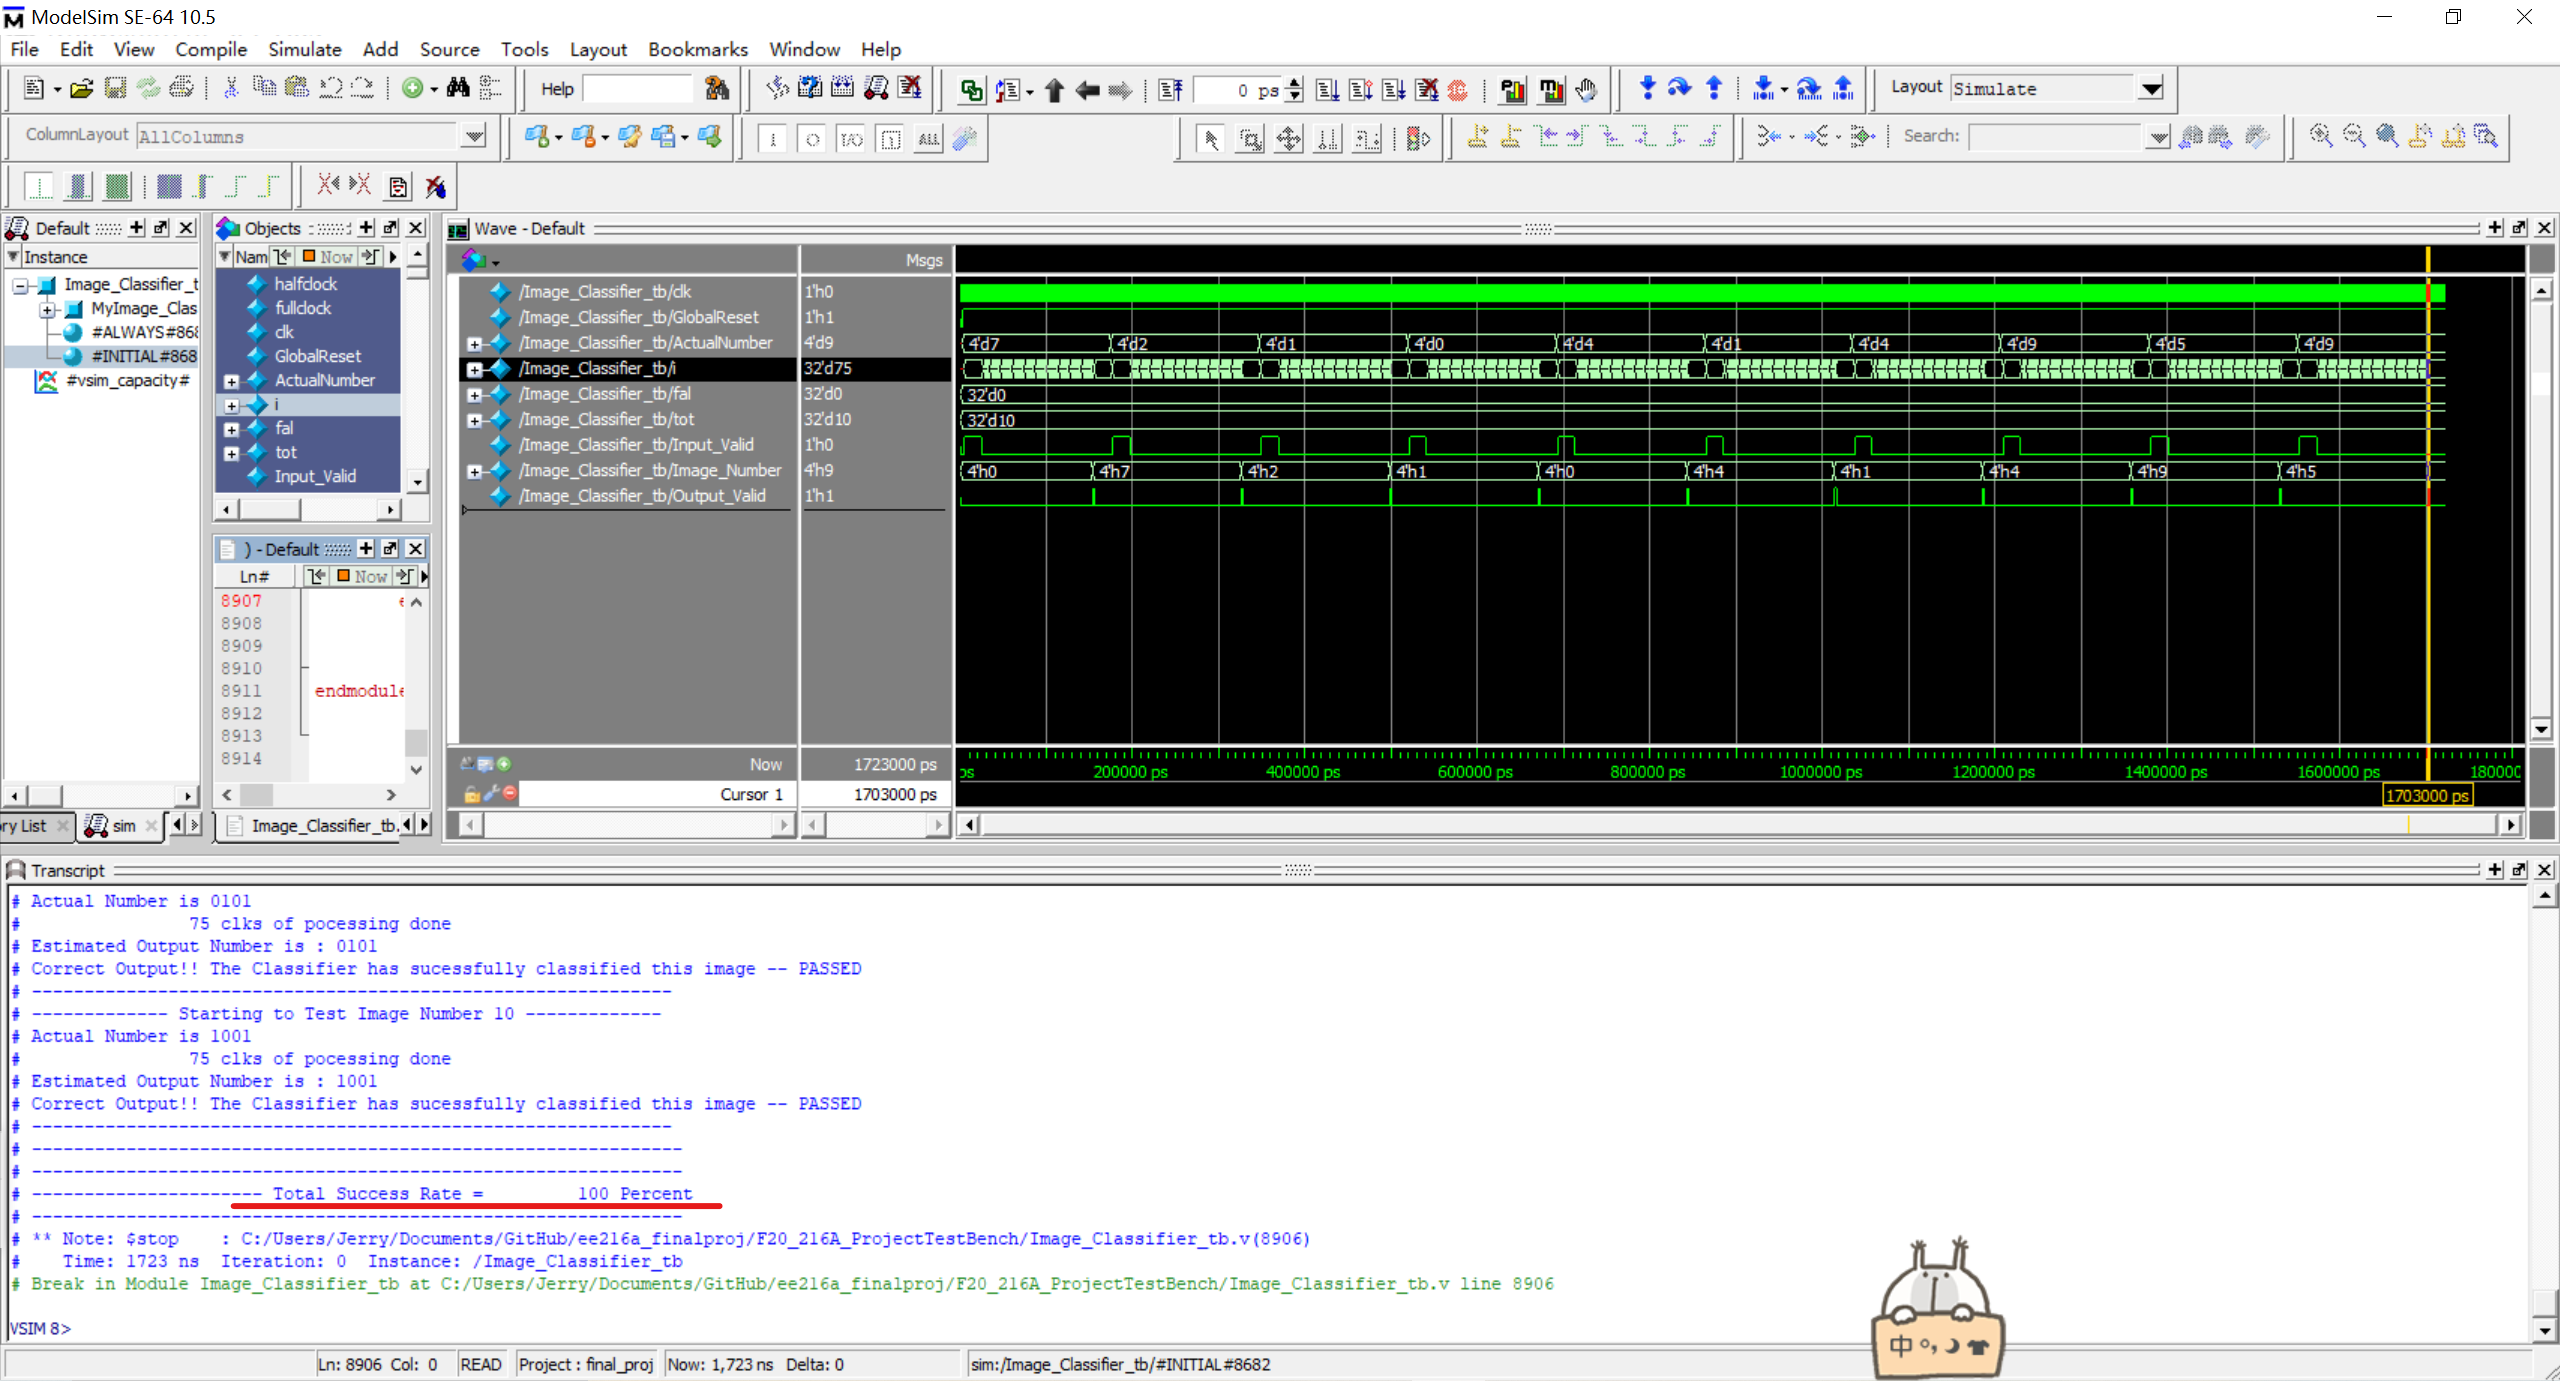 ModelSim SE-64 10.5
File Edit View Compile Simulate Add Source Tools Layout Bookmarks Window Help
Help
0 ps
Layout Simulate
ColumnLayout AllColumns
Search:
Default
Instance
Image_Classifier_t
MyImage_Clas
#ALWAYS#868
#INITIAL#868
#vsim_capacity#
ry List
sim
Objects
Nam Now
halfclock
fullclock
clk
GlobalReset
ActualNumber
i
fal
tot
Input_Valid
) - Default
Ln# Now
8907
8908
8909
8910
8911 endmodule
8912
8913
8914
Image_Classifier_tb.
Wave - Default
Msgs
/Image_Classifier_tb/clk 1'h0
/Image_Classifier_tb/GlobalReset 1'h1
/Image_Classifier_tb/ActualNumber 4'd9 4'd7 4'd2 4'd1 4'd0 4'd4 4'd1 4'd4 4'd9 4'd5 4'd9
/Image_Classifier_tb/i 32'd75
/Image_Classifier_tb/fal 32'd0 32'd0
/Image_Classifier_tb/tot 32'd10 32'd10
/Image_Classifier_tb/Input_Valid 1'h0
/Image_Classifier_tb/Image_Number 4'h9 4'h0 4'h7 4'h2 4'h1 4'h0 4'h4 4'h1 4'h4 4'h9 4'h5
/Image_Classifier_tb/Output_Valid 1'h1
Now 1723000 ps ps 200000 ps 400000 ps 600000 ps 800000 ps 1000000 ps 1200000 ps 1400000 ps 1600000 ps 180000
Cursor 1 1703000 ps 1703000 ps
Transcript
# Actual Number is 0101
# 75 clks of pocessing done
# Estimated Output Number is : 0101
# Correct Output!! The Classifier has sucessfully classified this image -- PASSED
# -------------------------------------------------------------
# ------------- Starting to Test Image Number 10 -------------
# Actual Number is 1001
# 75 clks of pocessing done
# Estimated Output Number is : 1001
# Correct Output!! The Classifier has sucessfully classified this image -- PASSED
# -------------------------------------------------------------
# --------------------------------------------------------------
# --------------------------------------------------------------
# ---------------------- Total Success Rate = 100 Percent
# --------------------------------------------------------------
# ** Note: $stop : C:/Users/Jerry/Documents/GitHub/ee216a_finalproj/F20_216A_ProjectTestBench/Image_Classifier_tb.v(8906)
# Time: 1723 ns Iteration: 0 Instance: /Image_Classifier_tb
# Break in Module Image_Classifier_tb at C:/Users/Jerry/Documents/GitHub/ee216a_finalproj/F20_216A_ProjectTestBench/Image_Classifier_tb.v line 8906
VSIM 8>
中
Ln: 8906 Col: 0 READ Project : final_proj Now: 1,723 ns Delta: 0 sim:/Image_Classifier_tb/#INITIAL#8682